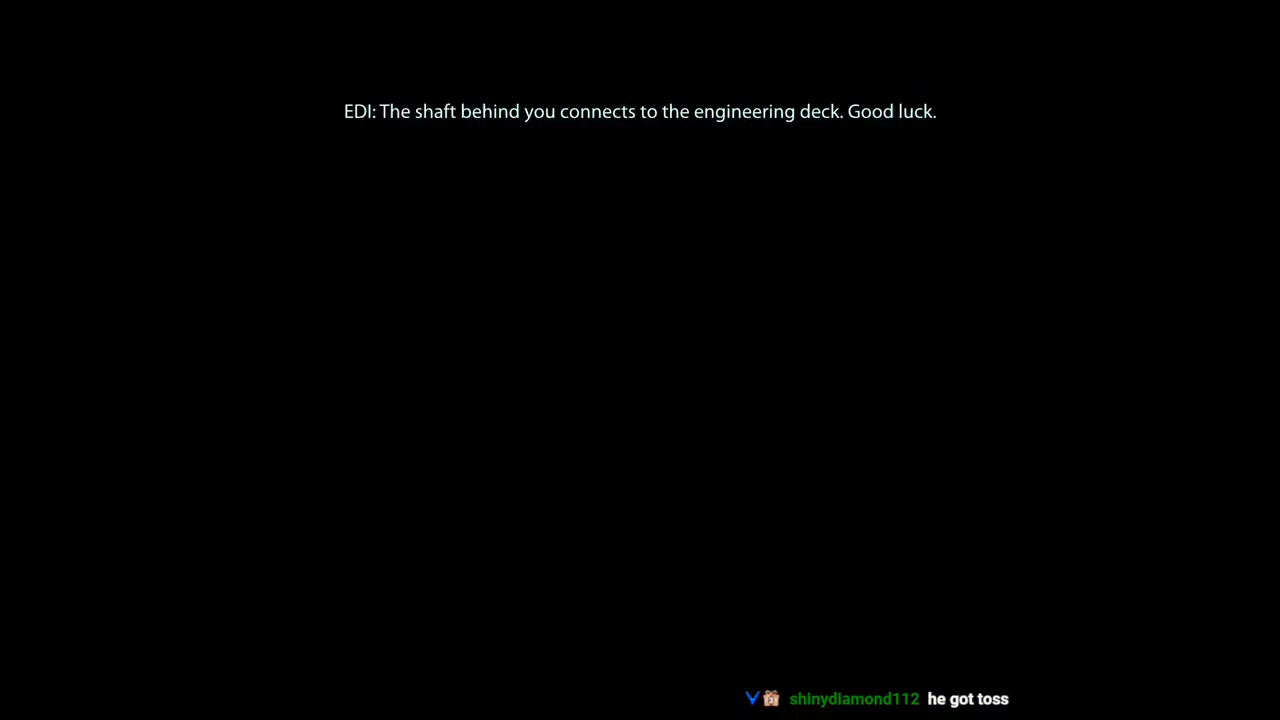 EDI: The shaft behind you connects to the engineering deck. Good luck.
shinydiamond112 he got toss